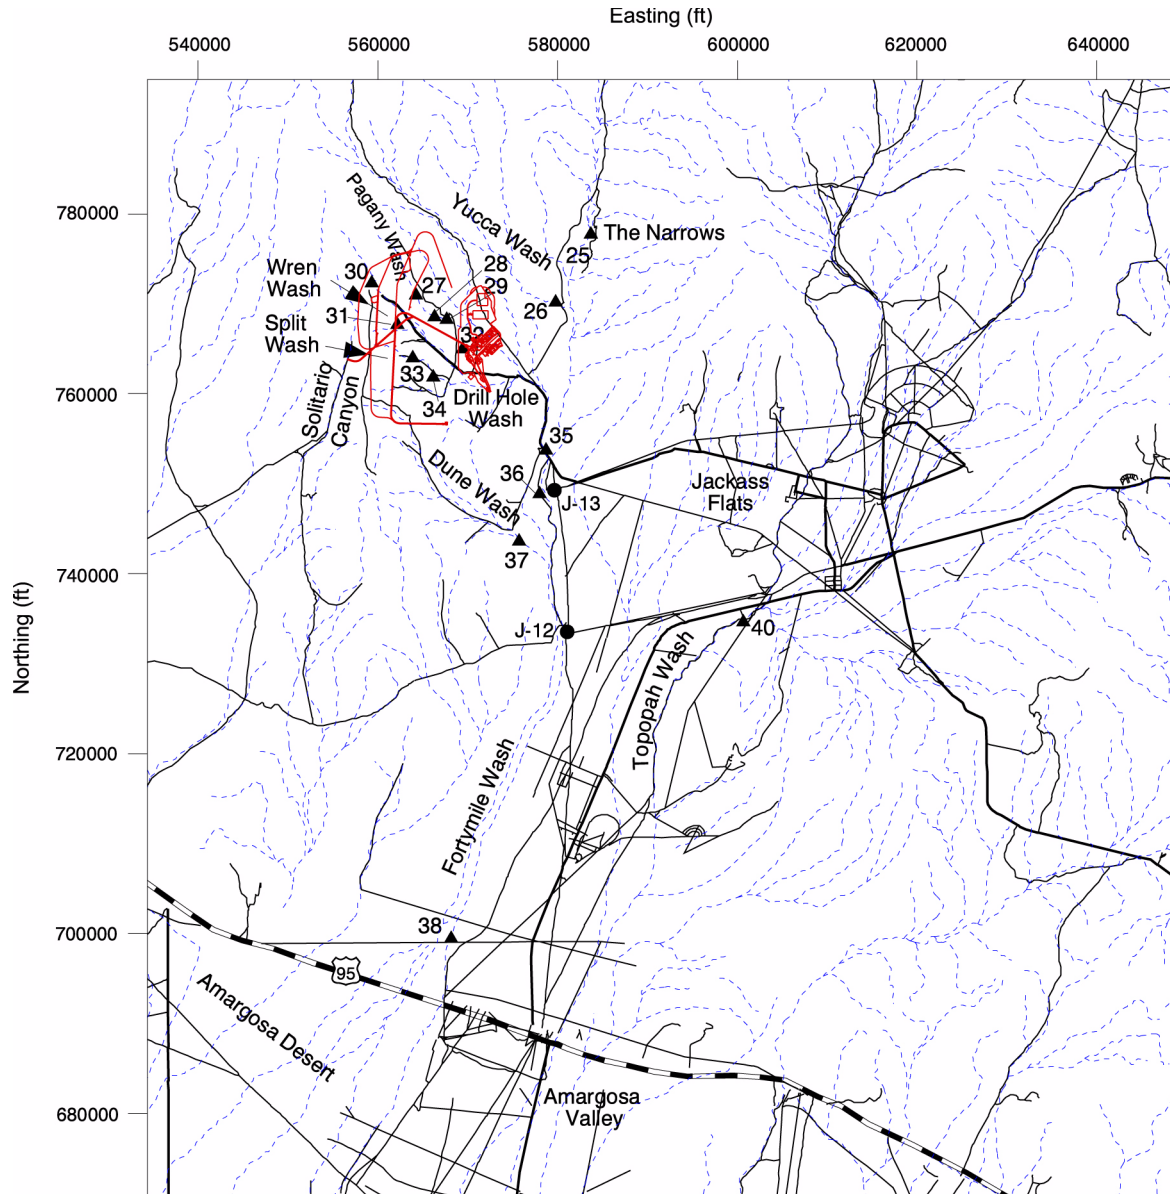 Easting (ft)
540000
560000
580000
600000
620000
640000
780000
760000
740000
720000
700000
680000
Northing (ft)
Pagany Wash
Yucca Wash
The Narrows
25
Wren
Wash
30
27
28
29
26
31
Split
Wash
32
33
34
Solitario
Canyon
Drill Hole
Wash
35
36
Dune Wash
J-13
Jackass
Flats
37
J-12
40
Topopah Wash
Fortymile Wash
38
95
Amargosa Desert
Amargosa
Valley